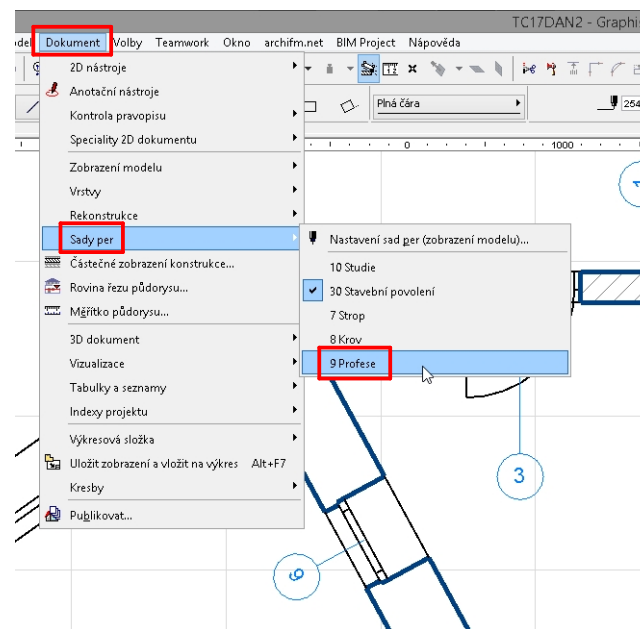 TC17DAN2 - Graphis
del Dokument Volby Teamwork Okno archifm.net BIM Project Nápověda
2D nástroje
Anotační nástroje
Plná čára
254
Kontrola pravopisu
Speciality 2D dokumentu
0 1000
Zobrazení modelu
Vrstvy
Rekonstrukce
Sady per
Nastavení sad per (zobrazení modelu)...
Částečné zobrazení konstrukce...
10 Studie
Rovina řezu půdorysu...
30 Stavební povolení
Měřítko půdorysu...
7 Strop
3D dokument
8 Krov
Vizualizace
9 Profese
Tabulky a seznamy
Indexy projektu
Výkresová složka
Uložit zobrazení a vložit na výkres Alt+F7
3
Kresby
Publikovat...
9